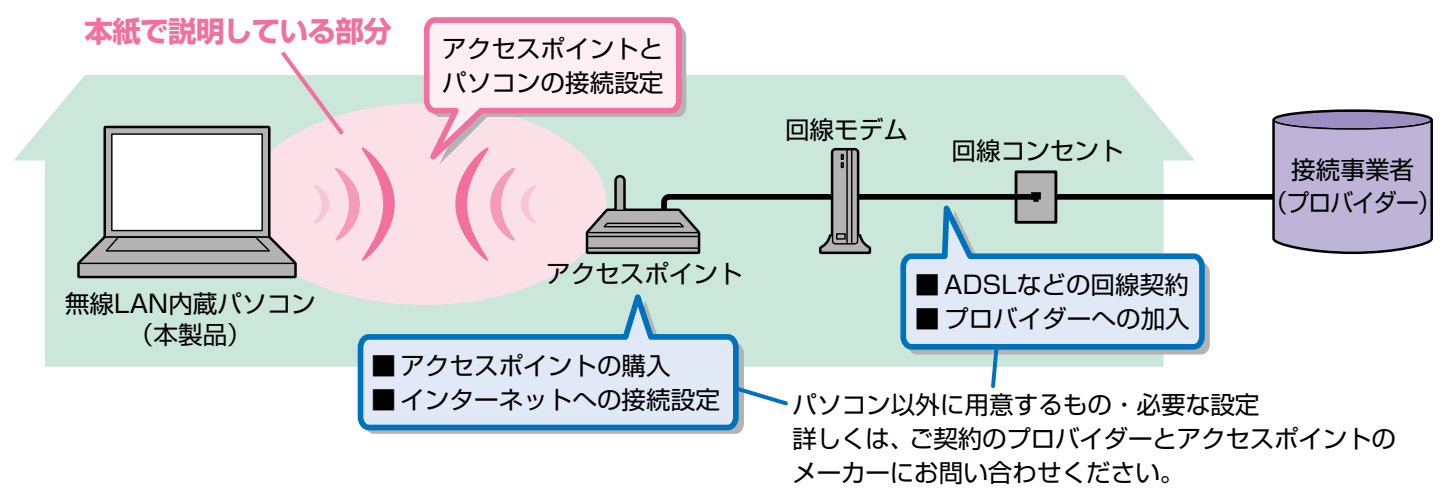 本紙で説明している部分
アクセスポイントと
パソコンの接続設定
回線モデム
回線コンセント
接続事業者
（プロバイダー）
アクセスポイント
無線LAN内蔵パソコン
（本製品）
■ ADSLなどの回線契約
■ プロバイダーへの加入
■ アクセスポイントの購入
■ インターネットへの接続設定
パソコン以外に用意するもの・必要な設定
詳しくは、ご契約のプロバイダーとアクセスポイントの
メーカーにお問い合わせください。